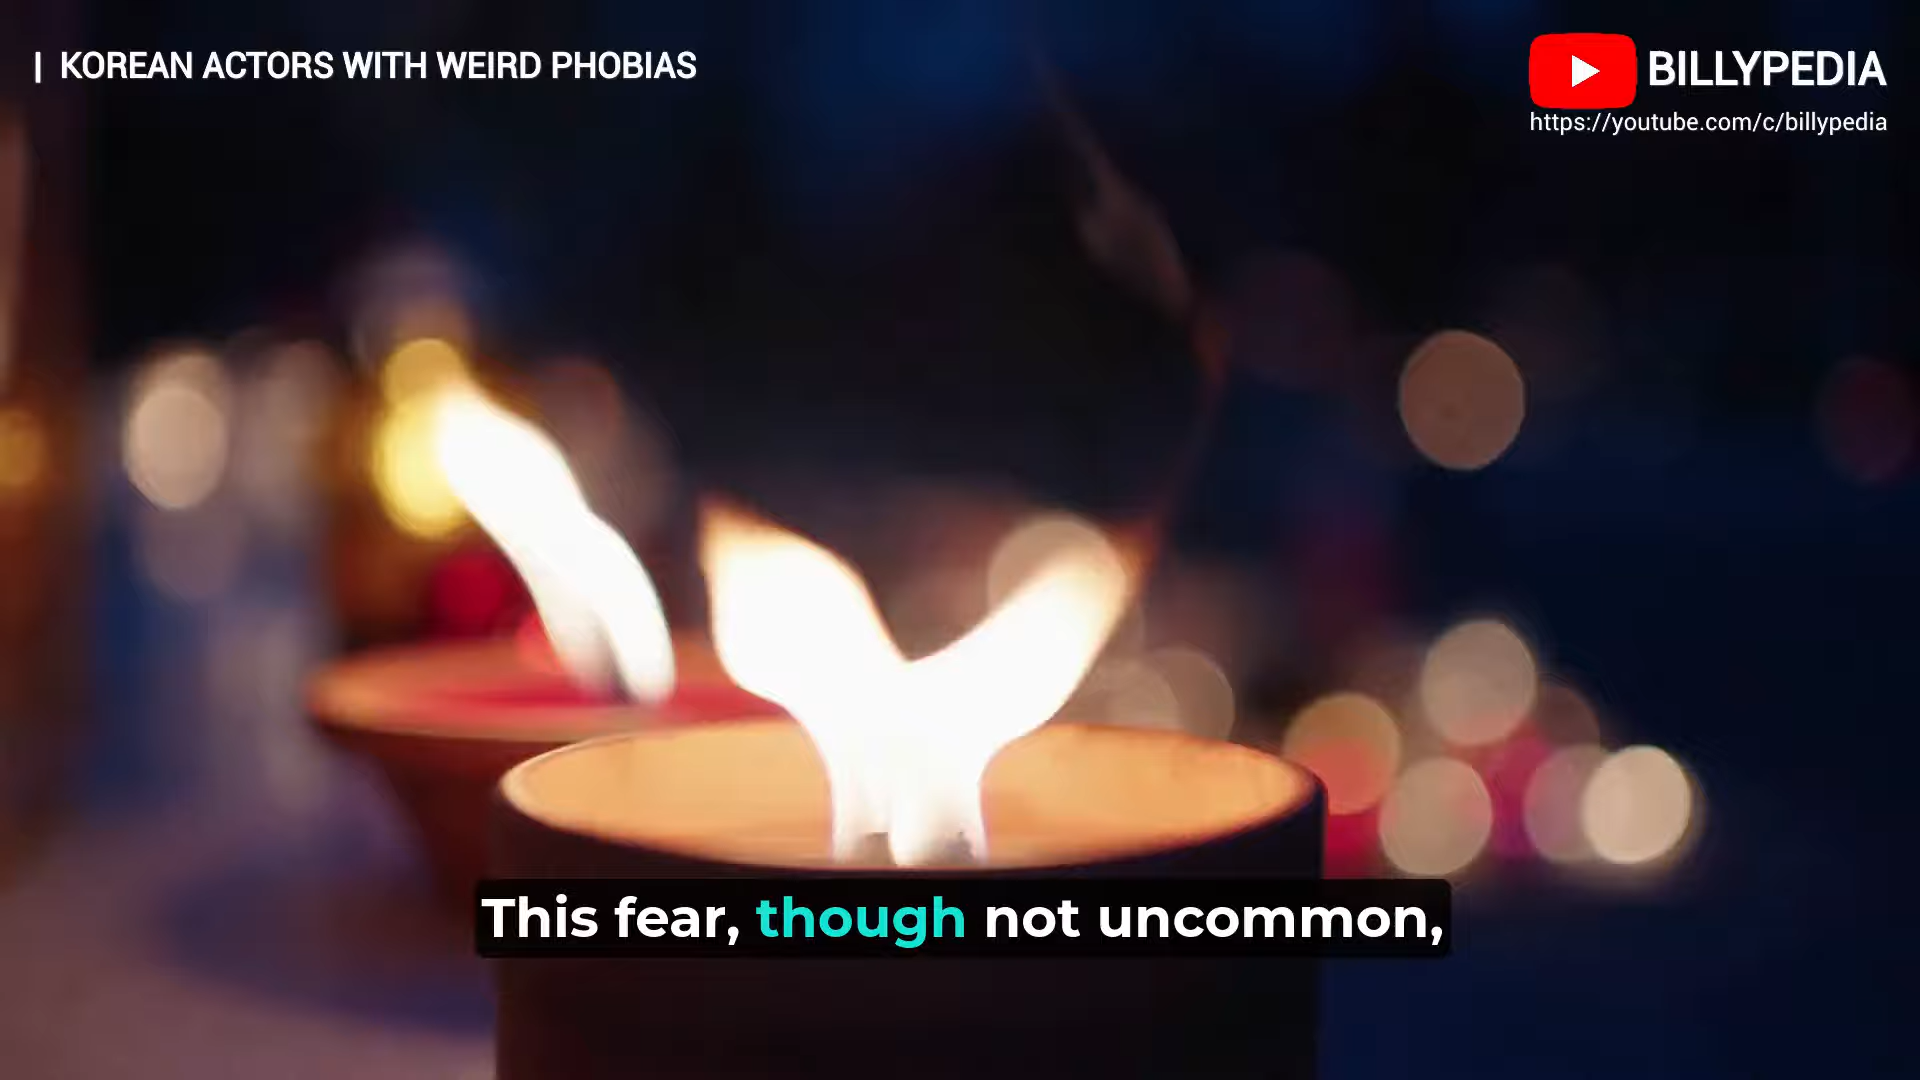 | KOREAN ACTORS WITH WEIRD PHOBIAS
BILLYPEDIA
https://youtube.com/c/billypedia
This fear, though not uncommon,